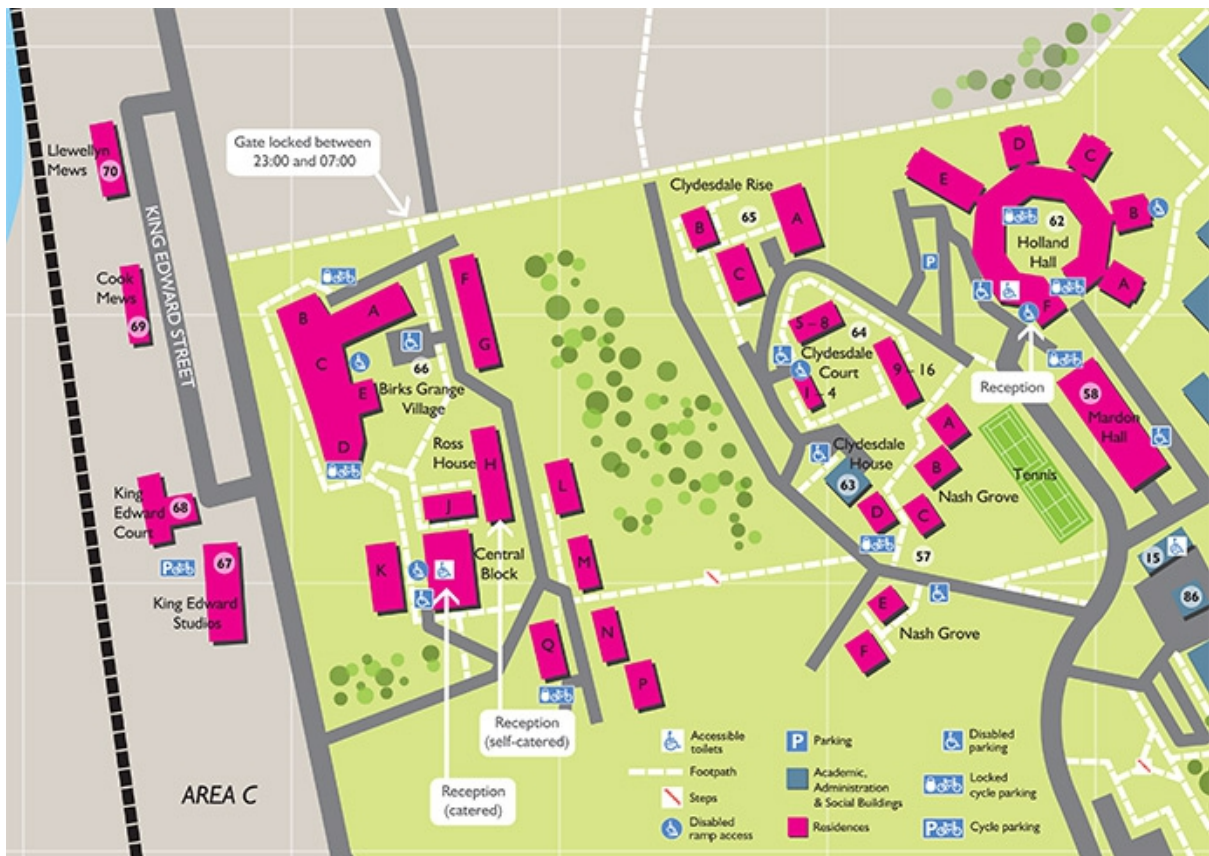 Llewellyn
Mews
70
KING EDWARD STREET
Cook
Mews
69
King
Edward
Court
68
67
King Edward
Studios
AREA C
Gate locked between
23:00 and 07:00
B
A
C
E
D
66
Birks Grange
Village
F
G
Ross
House
H
J
K
Central
Block
L
M
N
P
Q
Reception
(self-catered)
Reception
(catered)
Clydesdale Rise
65
B
A
C
5 – 8
64
Clydesdale
Court
1 – 4
9 – 16
Clydesdale
House
63
A
B
Nash Grove
C
D
57
E
F
Nash Grove
Tennis
P
E
D
C
B
A
F
62
Holland
Hall
Reception
58
Mardon
Hall
15
86
Accessible
toilets
Footpath
Steps
Disabled
ramp access
P
Parking
Academic,
Administration
& Social Buildings
Residences
Disabled
parking
Locked
cycle parking
P
Cycle parking
P